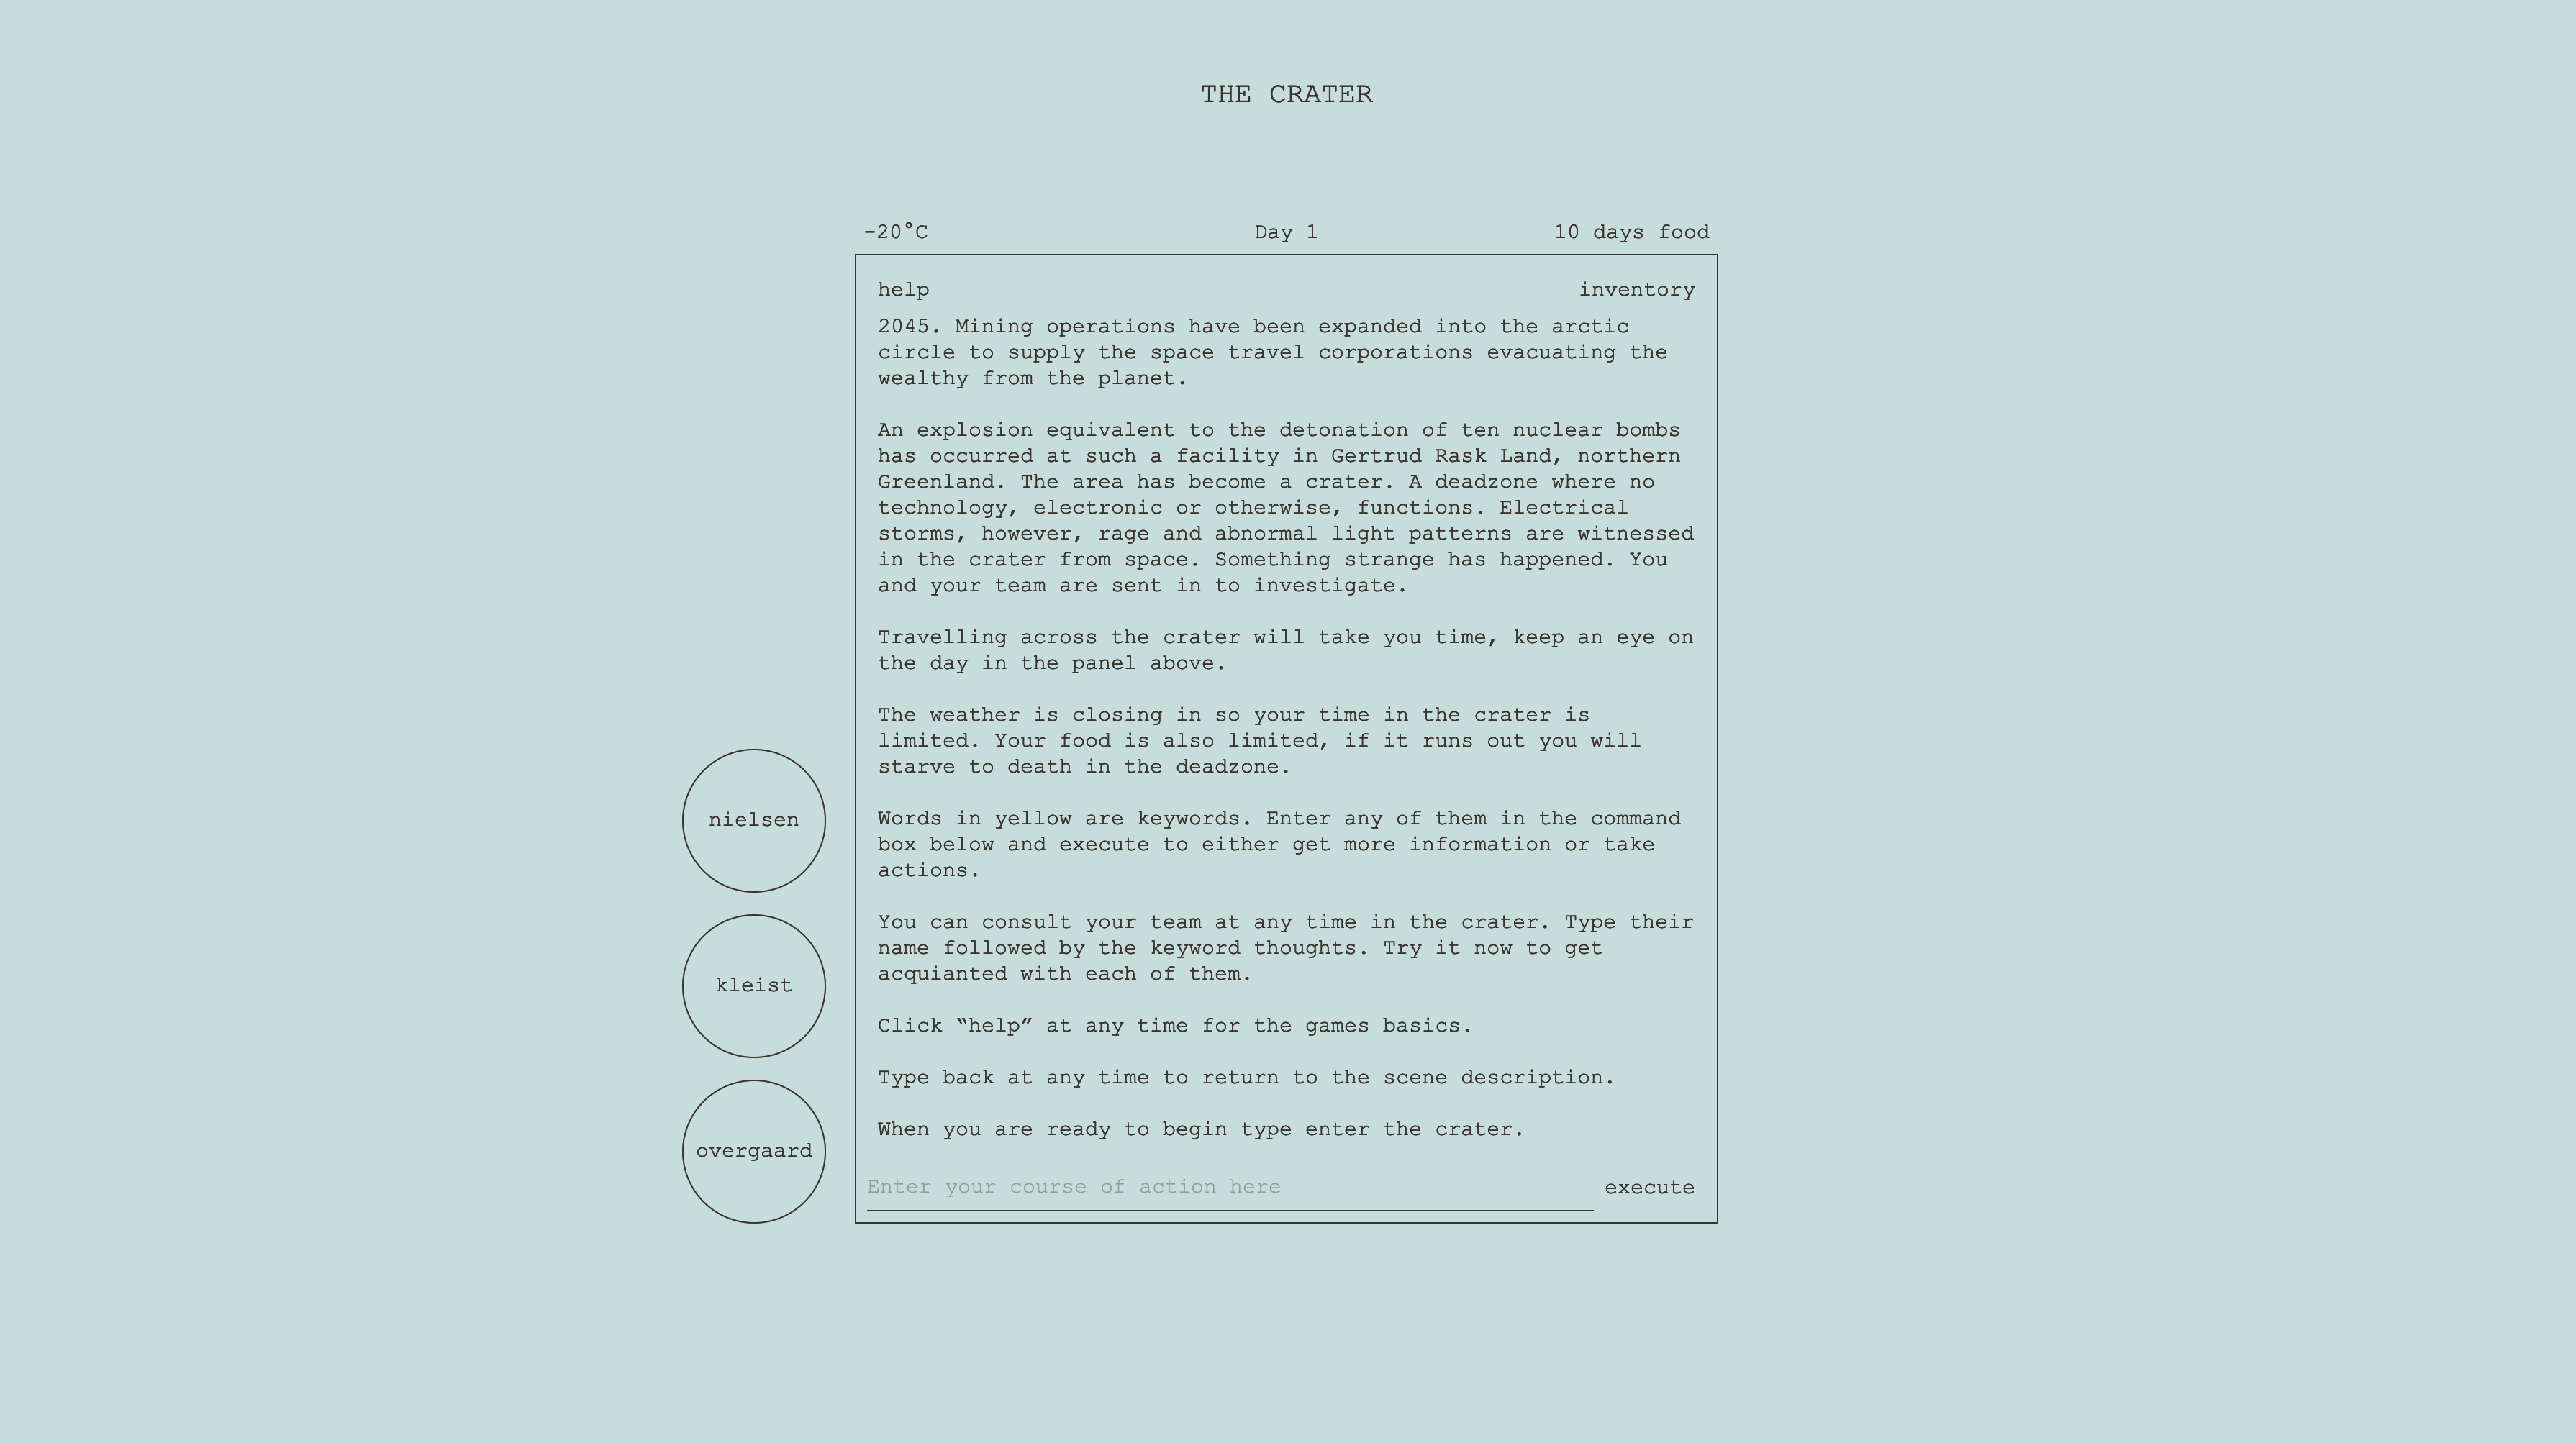 THE CRATER
-20°C
Day 1
10 days food
help
inventory
2045. Mining operations have been expanded into the arctic
circle to supply the space travel corporations evacuating the
wealthy from the planet.
An explosion equivalent to the detonation of ten nuclear bombs
has occurred at such a facility in Gertrud Rask Land, northern
Greenland. The area has become a crater. A deadzone where no
technology, electronic or otherwise, functions. Electrical
storms, however, rage and abnormal light patterns are witnessed
in the crater from space. Something strange has happened. You
and your team are sent in to investigate.
Travelling across the crater will take you time, keep an eye on
the day in the panel above.
The weather is closing in so your time in the crater is
limited. Your food is also limited, if it runs out you will
starve to death in the deadzone.
Words in yellow are keywords. Enter any of them in the command
box below and execute to either get more information or take
actions.
You can consult your team at any time in the crater. Type their
name followed by the keyword thoughts. Try it now to get
acquianted with each of them.
Click “help” at any time for the games basics.
Type back at any time to return to the scene description.
When you are ready to begin type enter the crater.
Enter your course of action here
execute
nielsen
kleist
overgaard